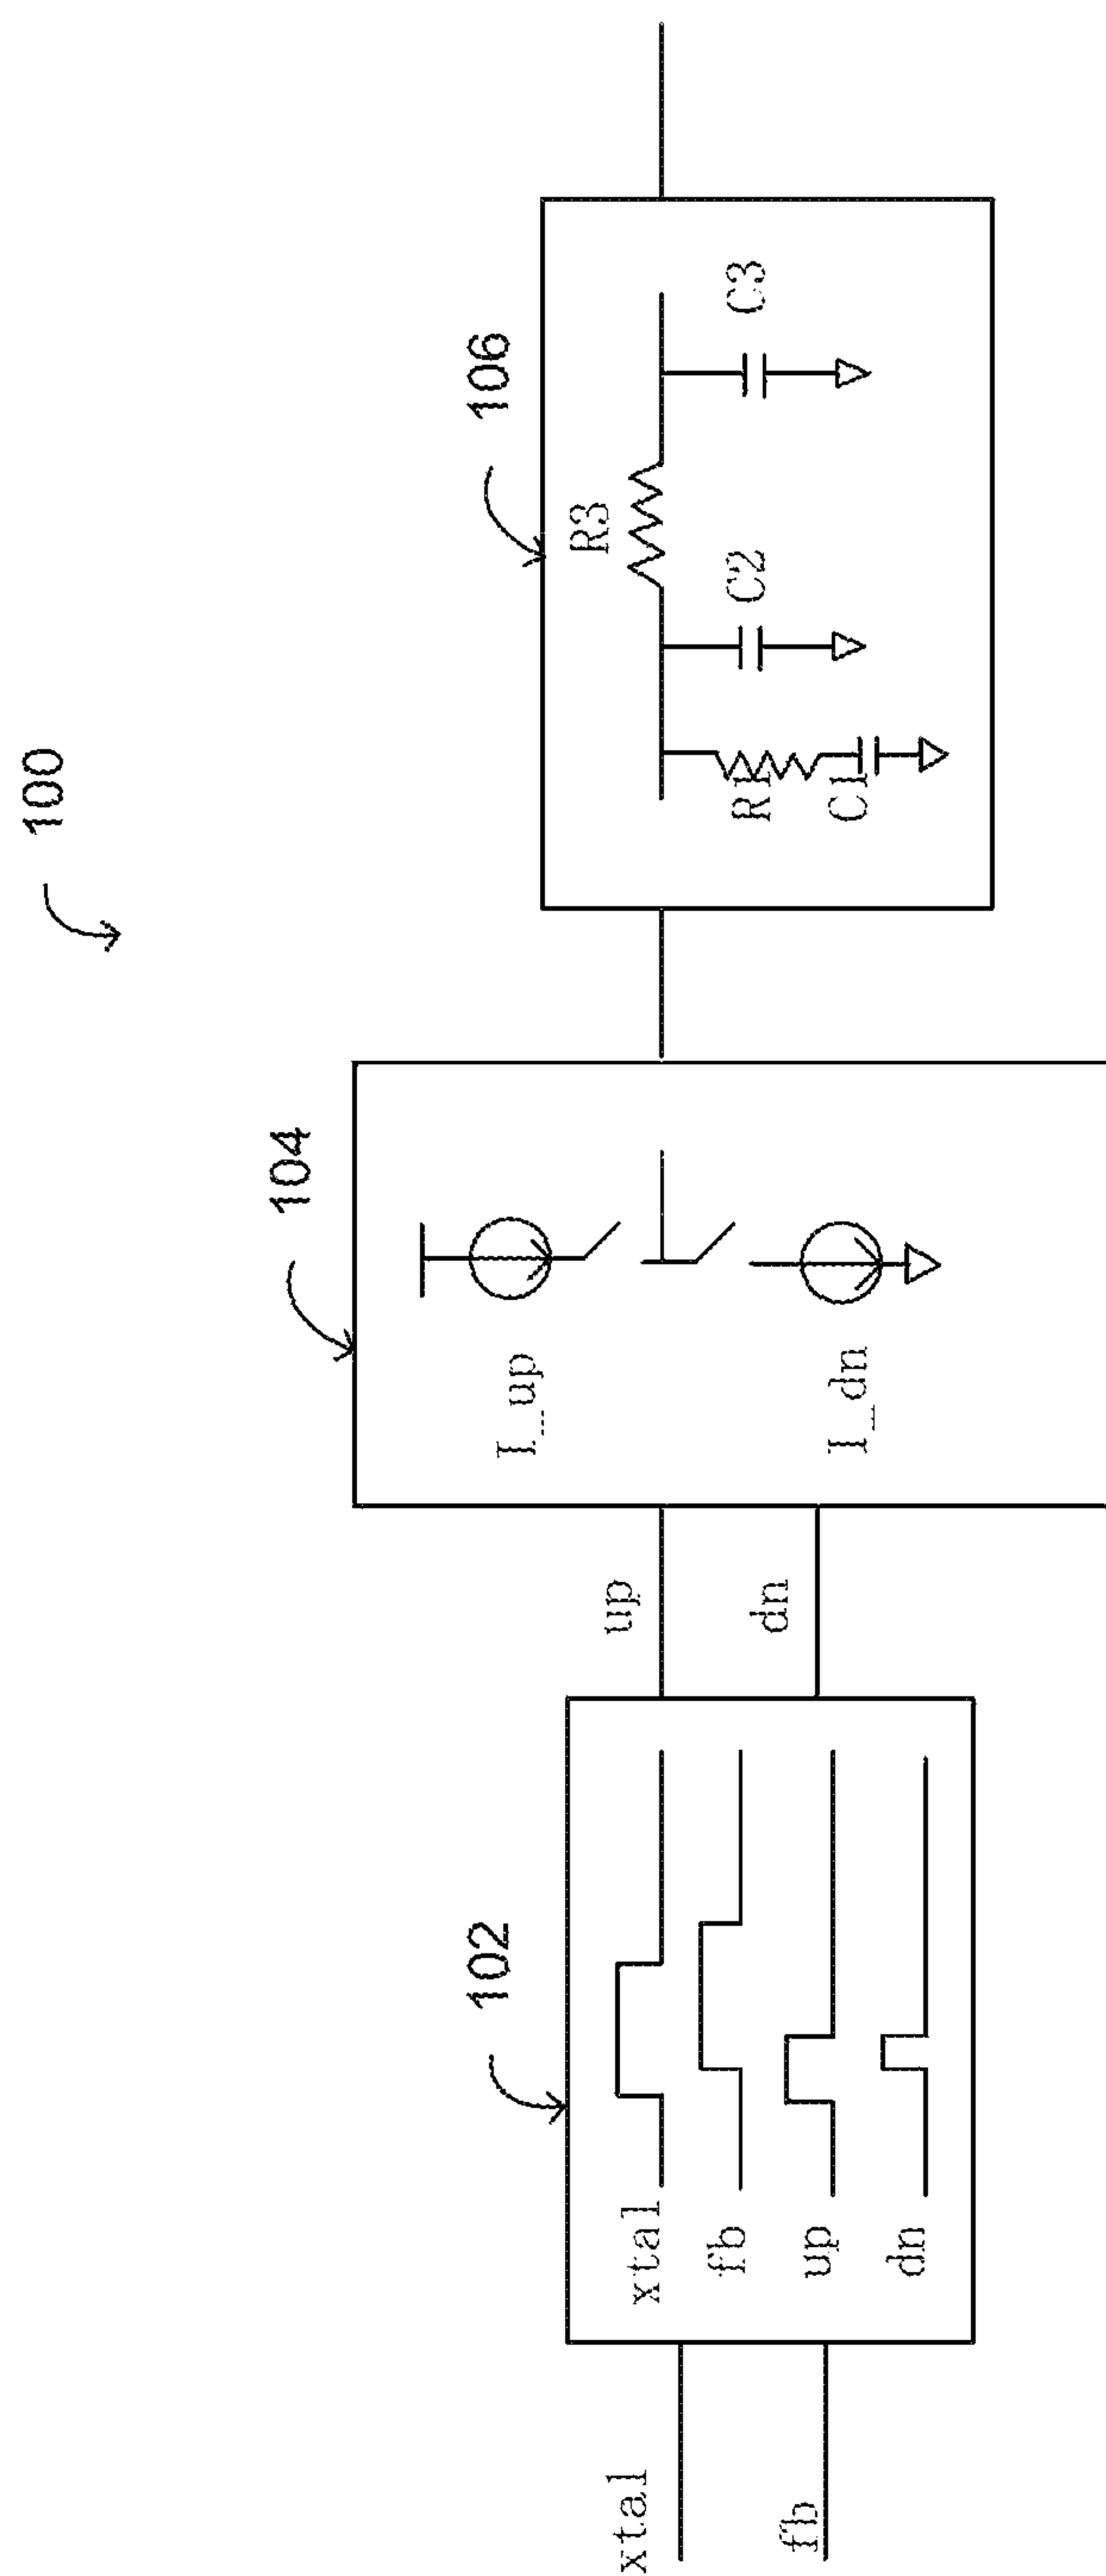 100
102
104
106
xtal
fb
xtal
fb
up
dn
up
dn
I_up
I_dn
R1
C1
C2
R3
C3